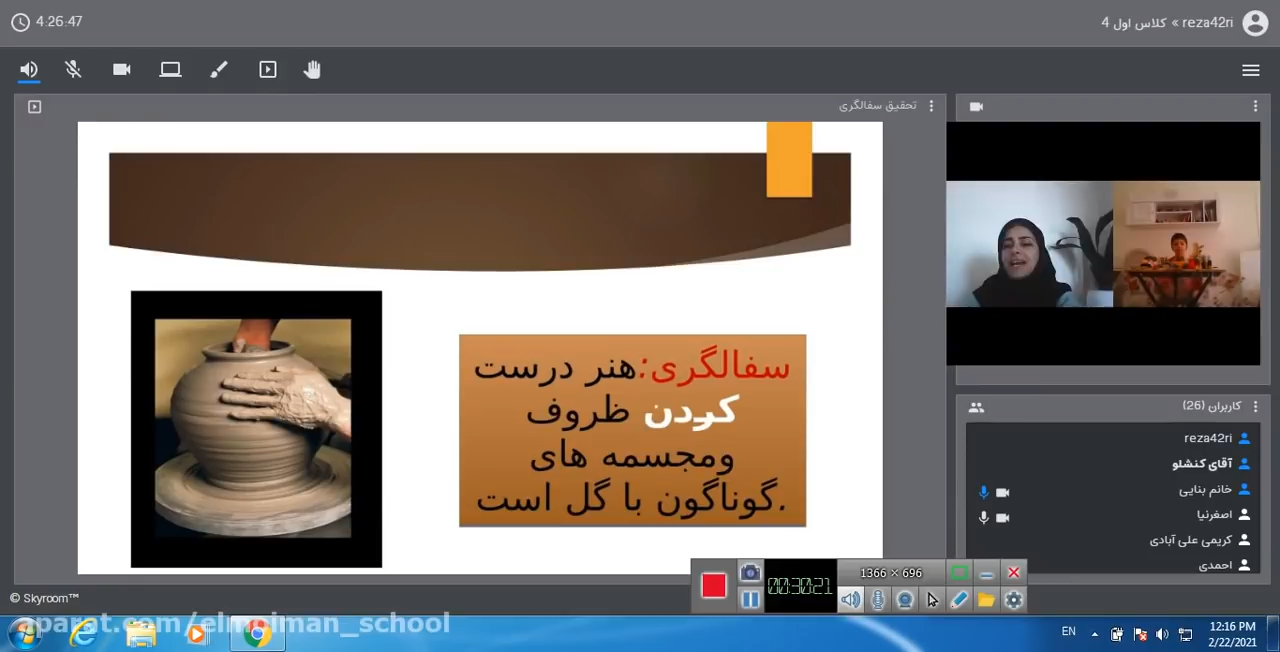 4:26:47
reza42ri » کلاس اول 4
تحقیق سفالگری
سفالگری:هنر درست
کردن ظروف
ومجسمه های
گوناگون با گل است.
کاربران (26)
reza42ri
آقای کنشلو
خانم بنایی
اصغرنیا
کریمی علی آبادی
احمدی
1366 × 696
00:30:21
© Skyroom™
aparat.com/elmoiman_school
EN
12:16 PM
2/22/2021